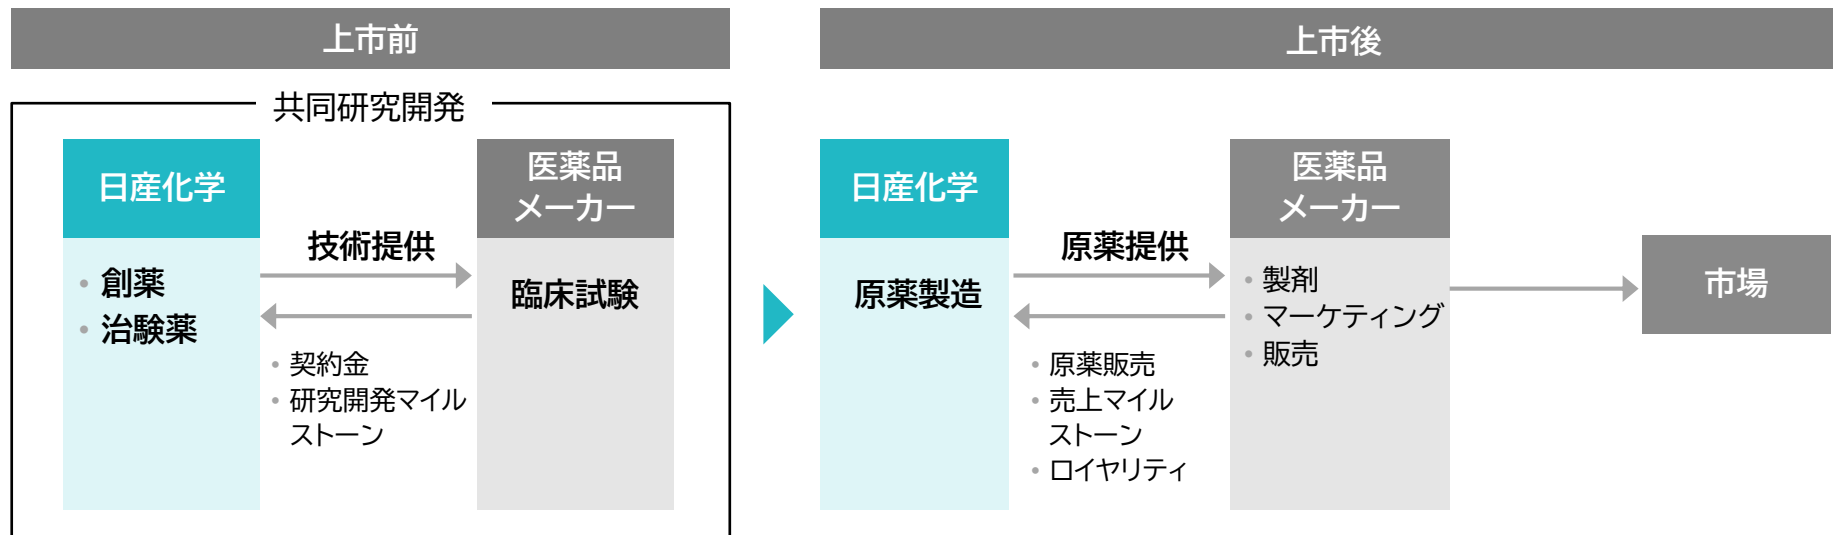 上市前
共同研究開発
日産化学
• 創薬
• 治験薬
技術提供
• 契約金
• 研究開発マイル
ストーン
医薬品
メーカー
臨床試験
上市後
日産化学
原薬製造
原薬提供
• 原薬販売
• 売上マイル
ストーン
• ロイヤリティ
医薬品
メーカー
• 製剤
• マーケティング
• 販売
市場